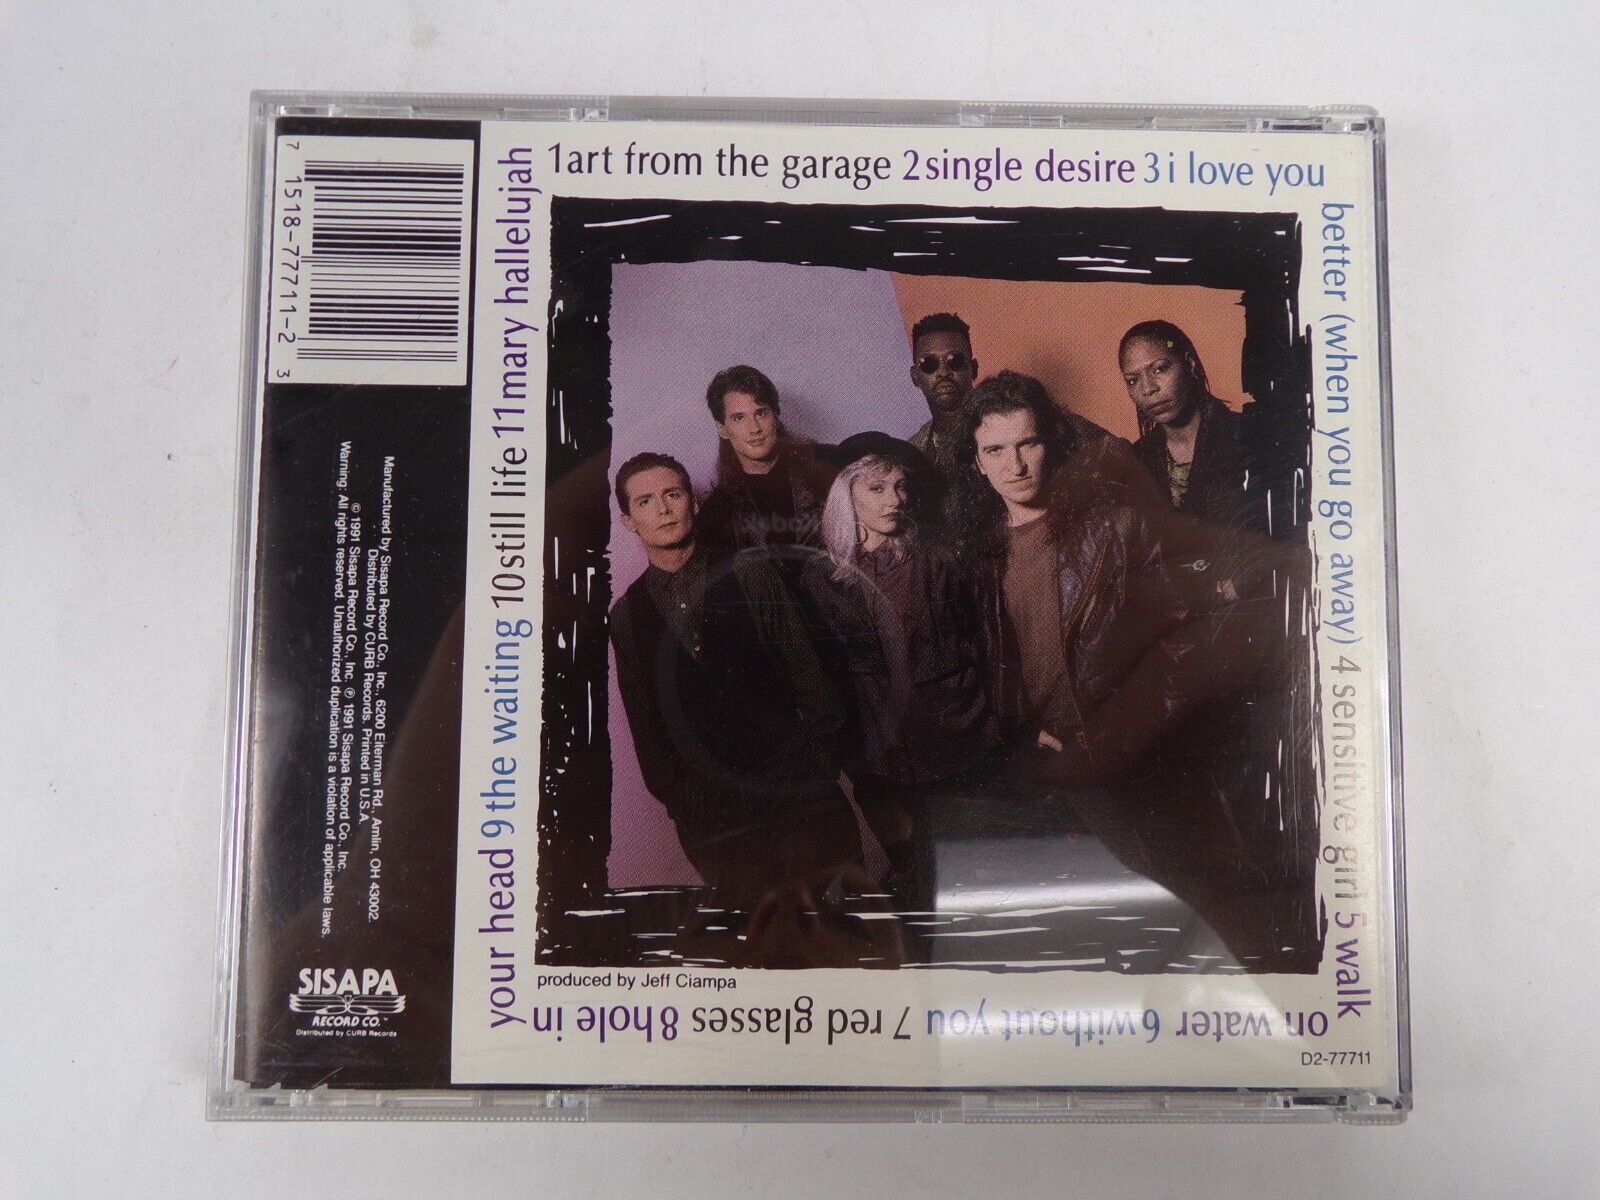 1 art from the garage 2 single desire 3 i love you
better (when you go away) 4 sensitive girl 5 walk
on water 6 without you 7 red glasses 8 hole in
your head 9 the waiting 10 still life 11 mary hallelujah
produced by Jeff Ciampa
D2-77711
7 1518-77711-2 3
Manufactured by Sisapa Record Co., Inc., 6200 Eiterman Rd., Amlin, OH 43002.
Distributed by CURB Records. Printed in U.S.A.
© 1991 Sisapa Record Co., Inc. ℗ 1991 Sisapa Record Co., Inc.
Warning: All rights reserved. Unauthorized duplication is a violation of applicable laws.
SISAPA
RECORD CO.™
Distributed by CURB Records
Kodak